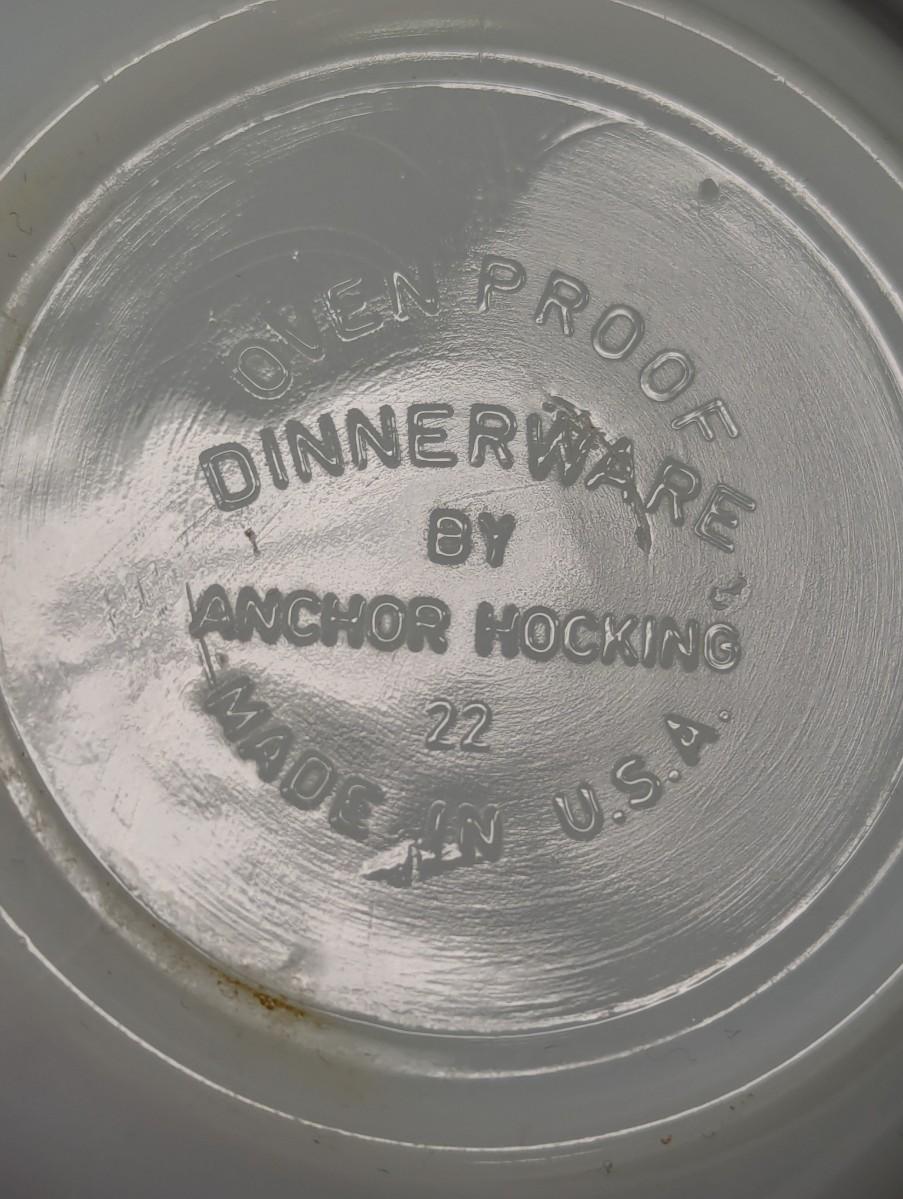 OVEN PROOF
DINNERWARE
BY
ANCHOR HOCKING
22
MADE IN U.S.A.